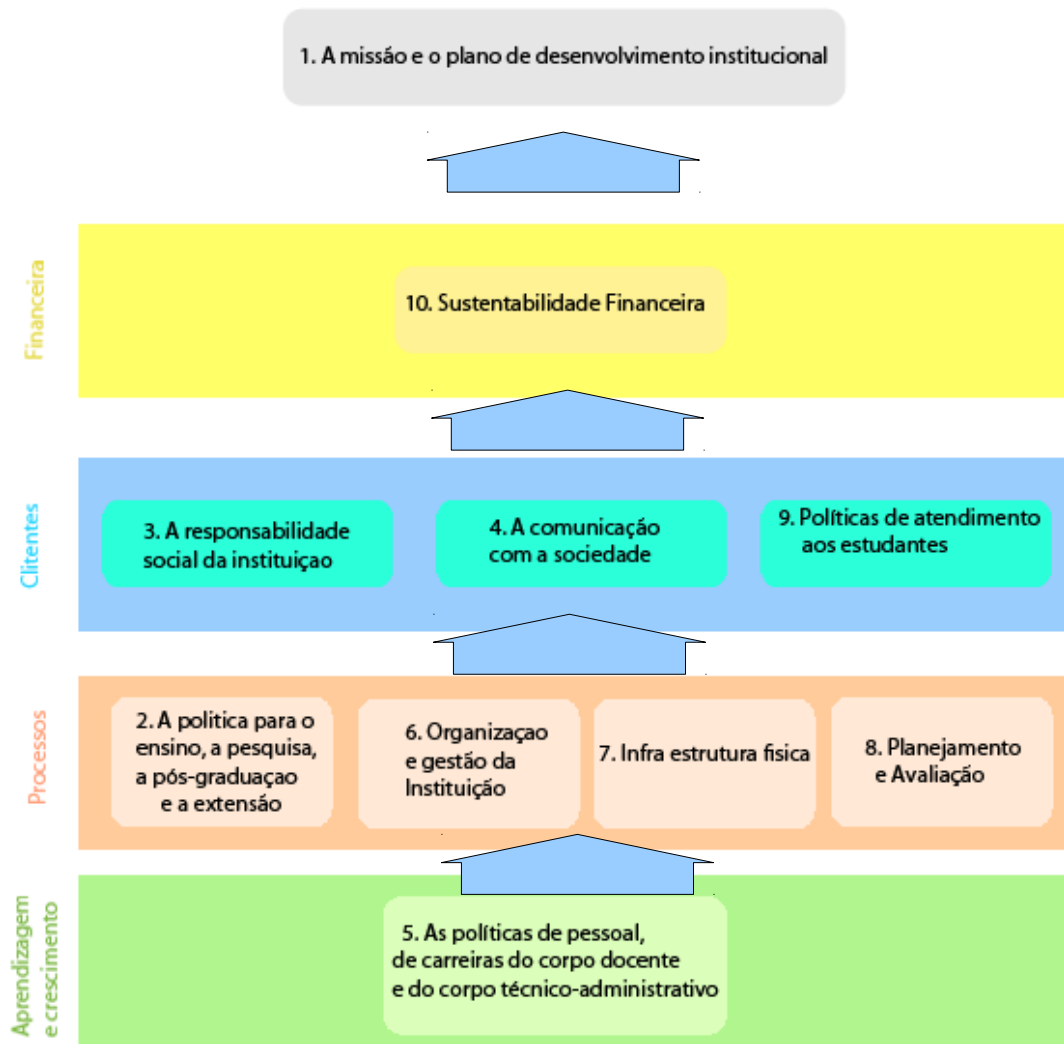 1. A missão e o plano de desenvolvimento institucional
Financeira
10. Sustentabilidade Financeira
Clitentes
3. A responsabilidade
social da instituiçao
4. A comunicação
com a sociedade
9. Políticas de atendimento
aos estudantes
Processos
2. A politica para o
ensino, a pesquisa,
a pós-graduaçao
e a extensão
6. Organizaçao
e gestão da
Instituição
7. Infra estrutura fisica
8. Planejamento
e Avaliação
Aprendizagem
e crescimento
5. As políticas de pessoal,
de carreiras do corpo docente
e do corpo técnico-administrativo